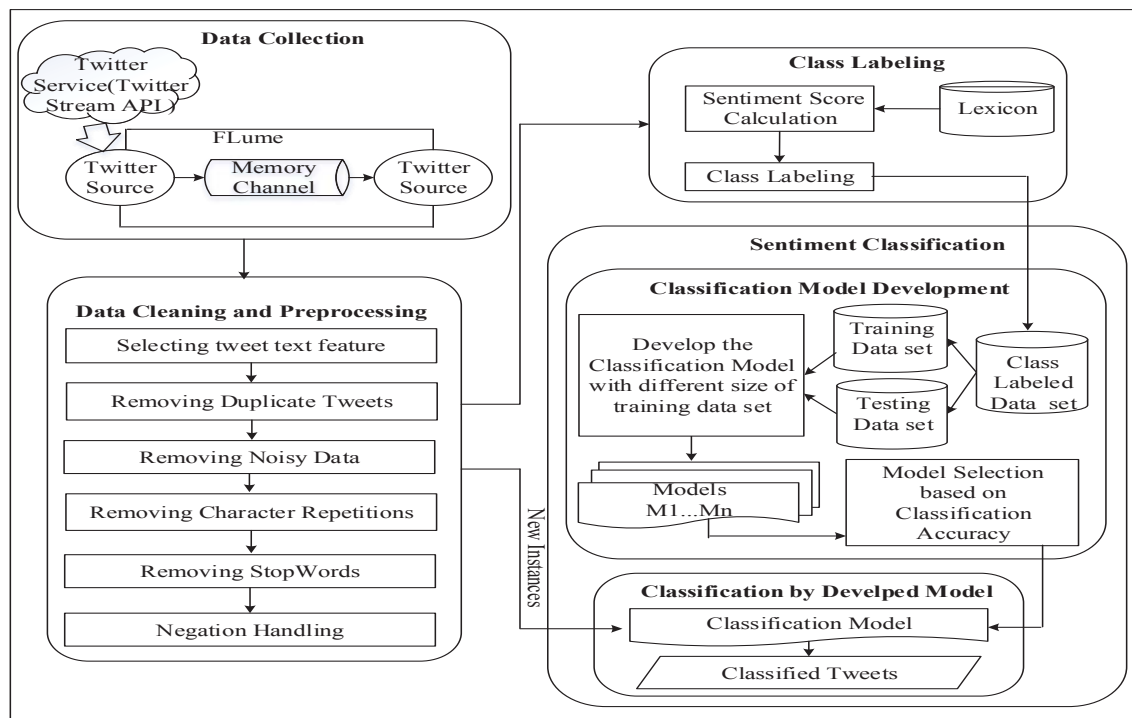 Data Collection
Twitter
Service(Twitter
Stream API )
FLume
Twitter
Source
Memory
Channel
Twitter
Source
Data Cleaning and Preprocessing
Selecting tweet text feature
Removing Duplicate Tweets
Removing Noisy Data
Removing Character Repetitions
Removing StopWords
Negation Handling
New Instances
Class Labeling
Sentiment Score
Calculation
Lexicon
Class Labeling
Sentiment Classification
Classification Model Development
Develop the
Classification Model
with different size of
training data set
Training
Data set
Testing
Data set
Class
Labeled
Data set
Models
M1...Mn
Model Selection
based on
Classification
Accuracy
Classification by Develped Model
Classification Model
Classified Tweets